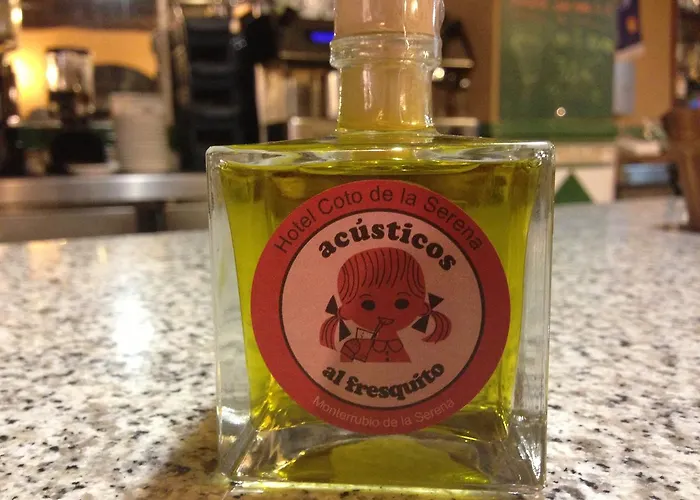 Hotel Coto de la Serena
acústicos
al fresquito
Monterrubio de la Serena